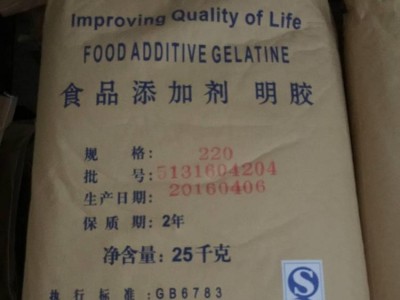 Improving Quality of Life
FOOD ADDITIVE GELATINE
食品添加剂 明胶
规 格: 220
批 号: 5131604204
生产日期: 20160406
保 质 期: 2年
净含量: 25千克
执 行 标 准 :GB6783